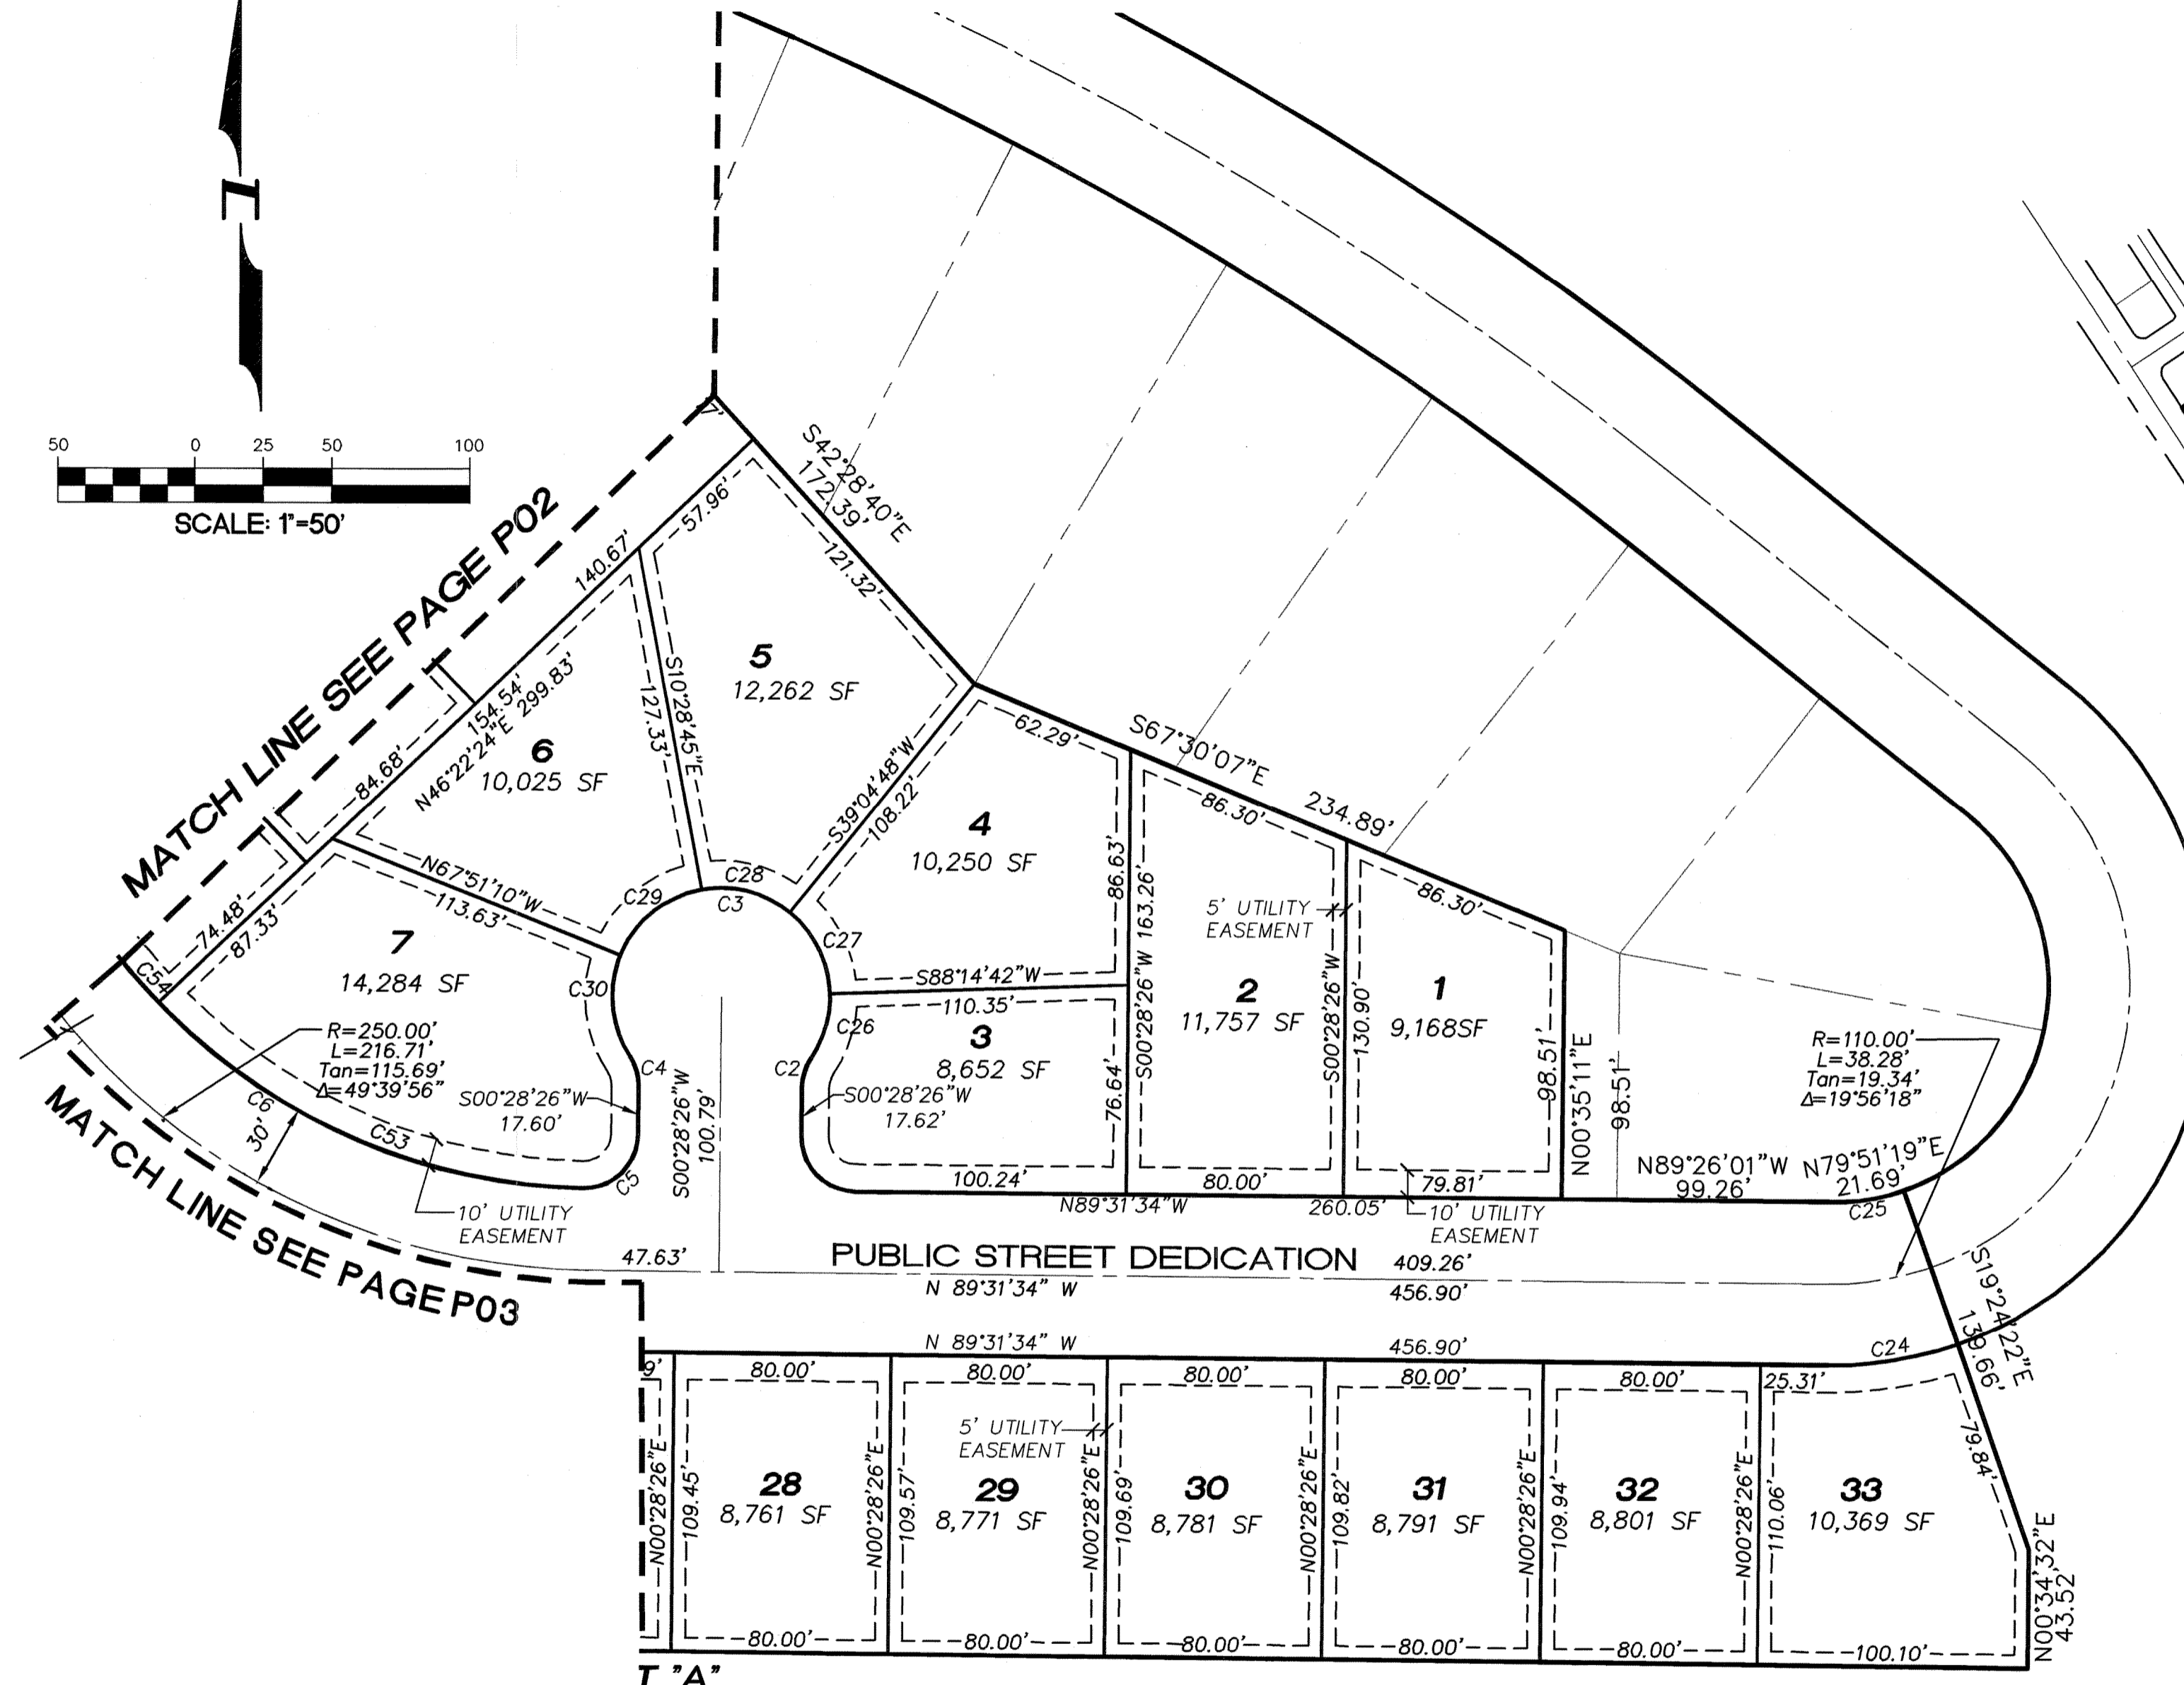 50 0 25 50 100
SCALE: 1"=50'
MATCH LINE SEE PAGE P02
MATCH LINE SEE PAGE P03
7'
S42°28'40"E
172.39'
57.96'
140.67'
121.32'
5
12,262 SF
S10°28'45"E
127.33'
154.54'
N46°22'24"E 299.83'
84.68'
6
10,025 SF
S39°04'48"W
108.22'
62.29'
S67°30'07"E
234.89'
86.30'
86.30'
4
10,250 SF
86.63'
S00°28'26"W 163.26'
5' UTILITY
EASEMENT
N67°51'10"W
113.63'
C29
C28
C3
C27
74.48'
87.33'
C54
7
14,284 SF
C30
S88°14'42"W
110.35'
C26
3
8,652 SF
76.64'
2
11,757 SF
S00°28'26"W
130.90'
1
9,168SF
98.51'
N00°35'11"E
98.51'
R=250.00'
L=216.71'
Tan=115.69'
Δ=49°39'56"
R=110.00'
L=38.28'
Tan=19.34'
Δ=19°56'18"
C4
C2
S00°28'26"W
17.60'
S00°28'26"W
100.79'
S00°28'26"W
17.62'
C6
30'
C53
C5
10' UTILITY
EASEMENT
100.24'
80.00'
79.81'
N89°31'34"W
260.05'
10' UTILITY
EASEMENT
N89°26'01"W
99.26'
N79°51'19"E
21.69'
C25
47.63'
PUBLIC STREET DEDICATION
409.26'
N 89°31'34" W
456.90'
S19°24'22"E
139.66'
N 89°31'34" W
456.90'
C24
9'
80.00'
80.00'
80.00'
80.00'
80.00'
25.31'
79.84'
5' UTILITY
EASEMENT
N00°28'26"E
109.45'
28
8,761 SF
N00°28'26"E
109.57'
29
8,771 SF
N00°28'26"E
109.69'
30
8,781 SF
N00°28'26"E
109.82'
31
8,791 SF
N00°28'26"E
109.94'
32
8,801 SF
N00°28'26"E
110.06'
33
10,369 SF
N00°34'32"E
43.52'
80.00'
80.00'
80.00'
80.00'
80.00'
100.10'
T "A"